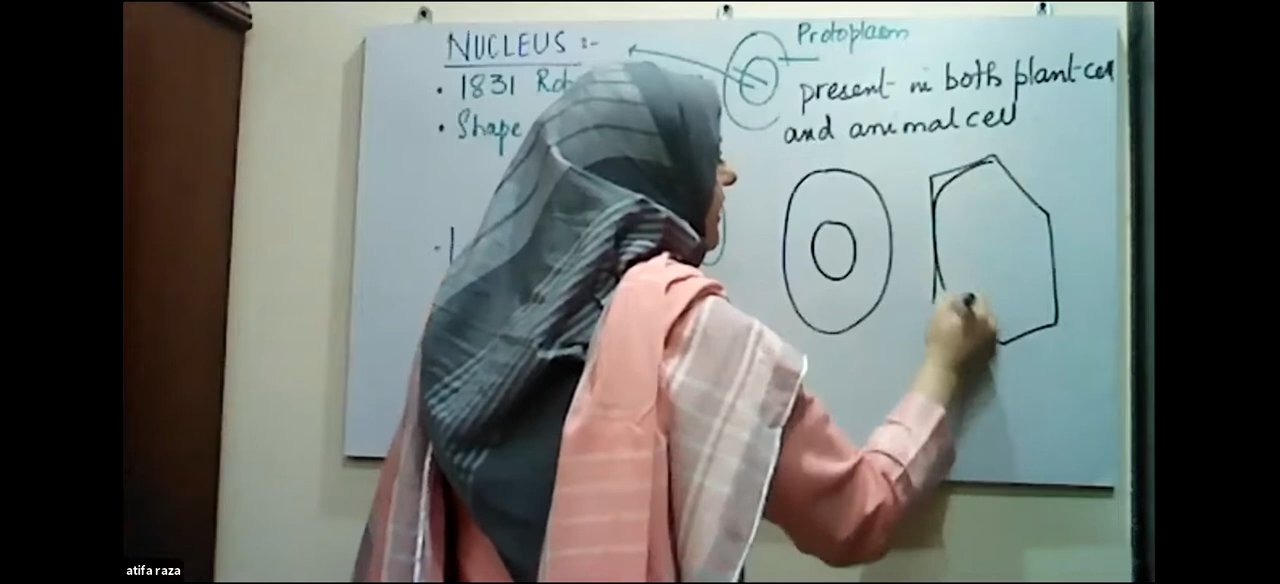 NUCLEUS :-
Protoplasm
• 1831
present in both plant cell
• Shape
and animal cell
atifa raza